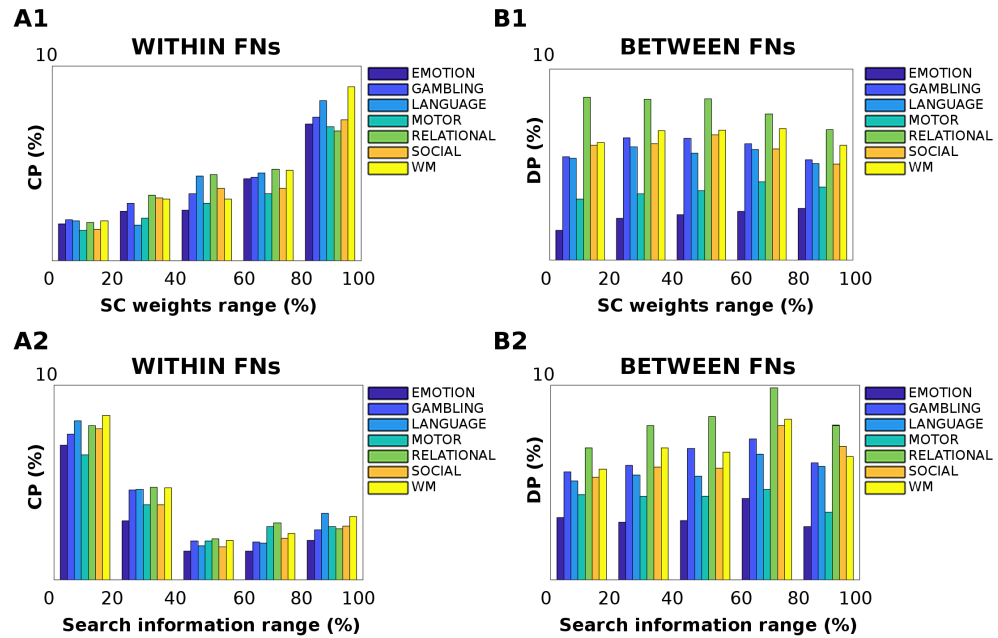 A1
WITHIN FNs
10
CP (%)
0 20 40 60 80 100
SC weights range (%)
EMOTION
GAMBLING
LANGUAGE
MOTOR
RELATIONAL
SOCIAL
WM
B1
BETWEEN FNs
10
DP (%)
0 20 40 60 80 100
SC weights range (%)
EMOTION
GAMBLING
LANGUAGE
MOTOR
RELATIONAL
SOCIAL
WM
A2
WITHIN FNs
10
CP (%)
0 20 40 60 80 100
Search information range (%)
EMOTION
GAMBLING
LANGUAGE
MOTOR
RELATIONAL
SOCIAL
WM
B2
BETWEEN FNs
10
DP (%)
0 20 40 60 80 100
Search information range (%)
EMOTION
GAMBLING
LANGUAGE
MOTOR
RELATIONAL
SOCIAL
WM